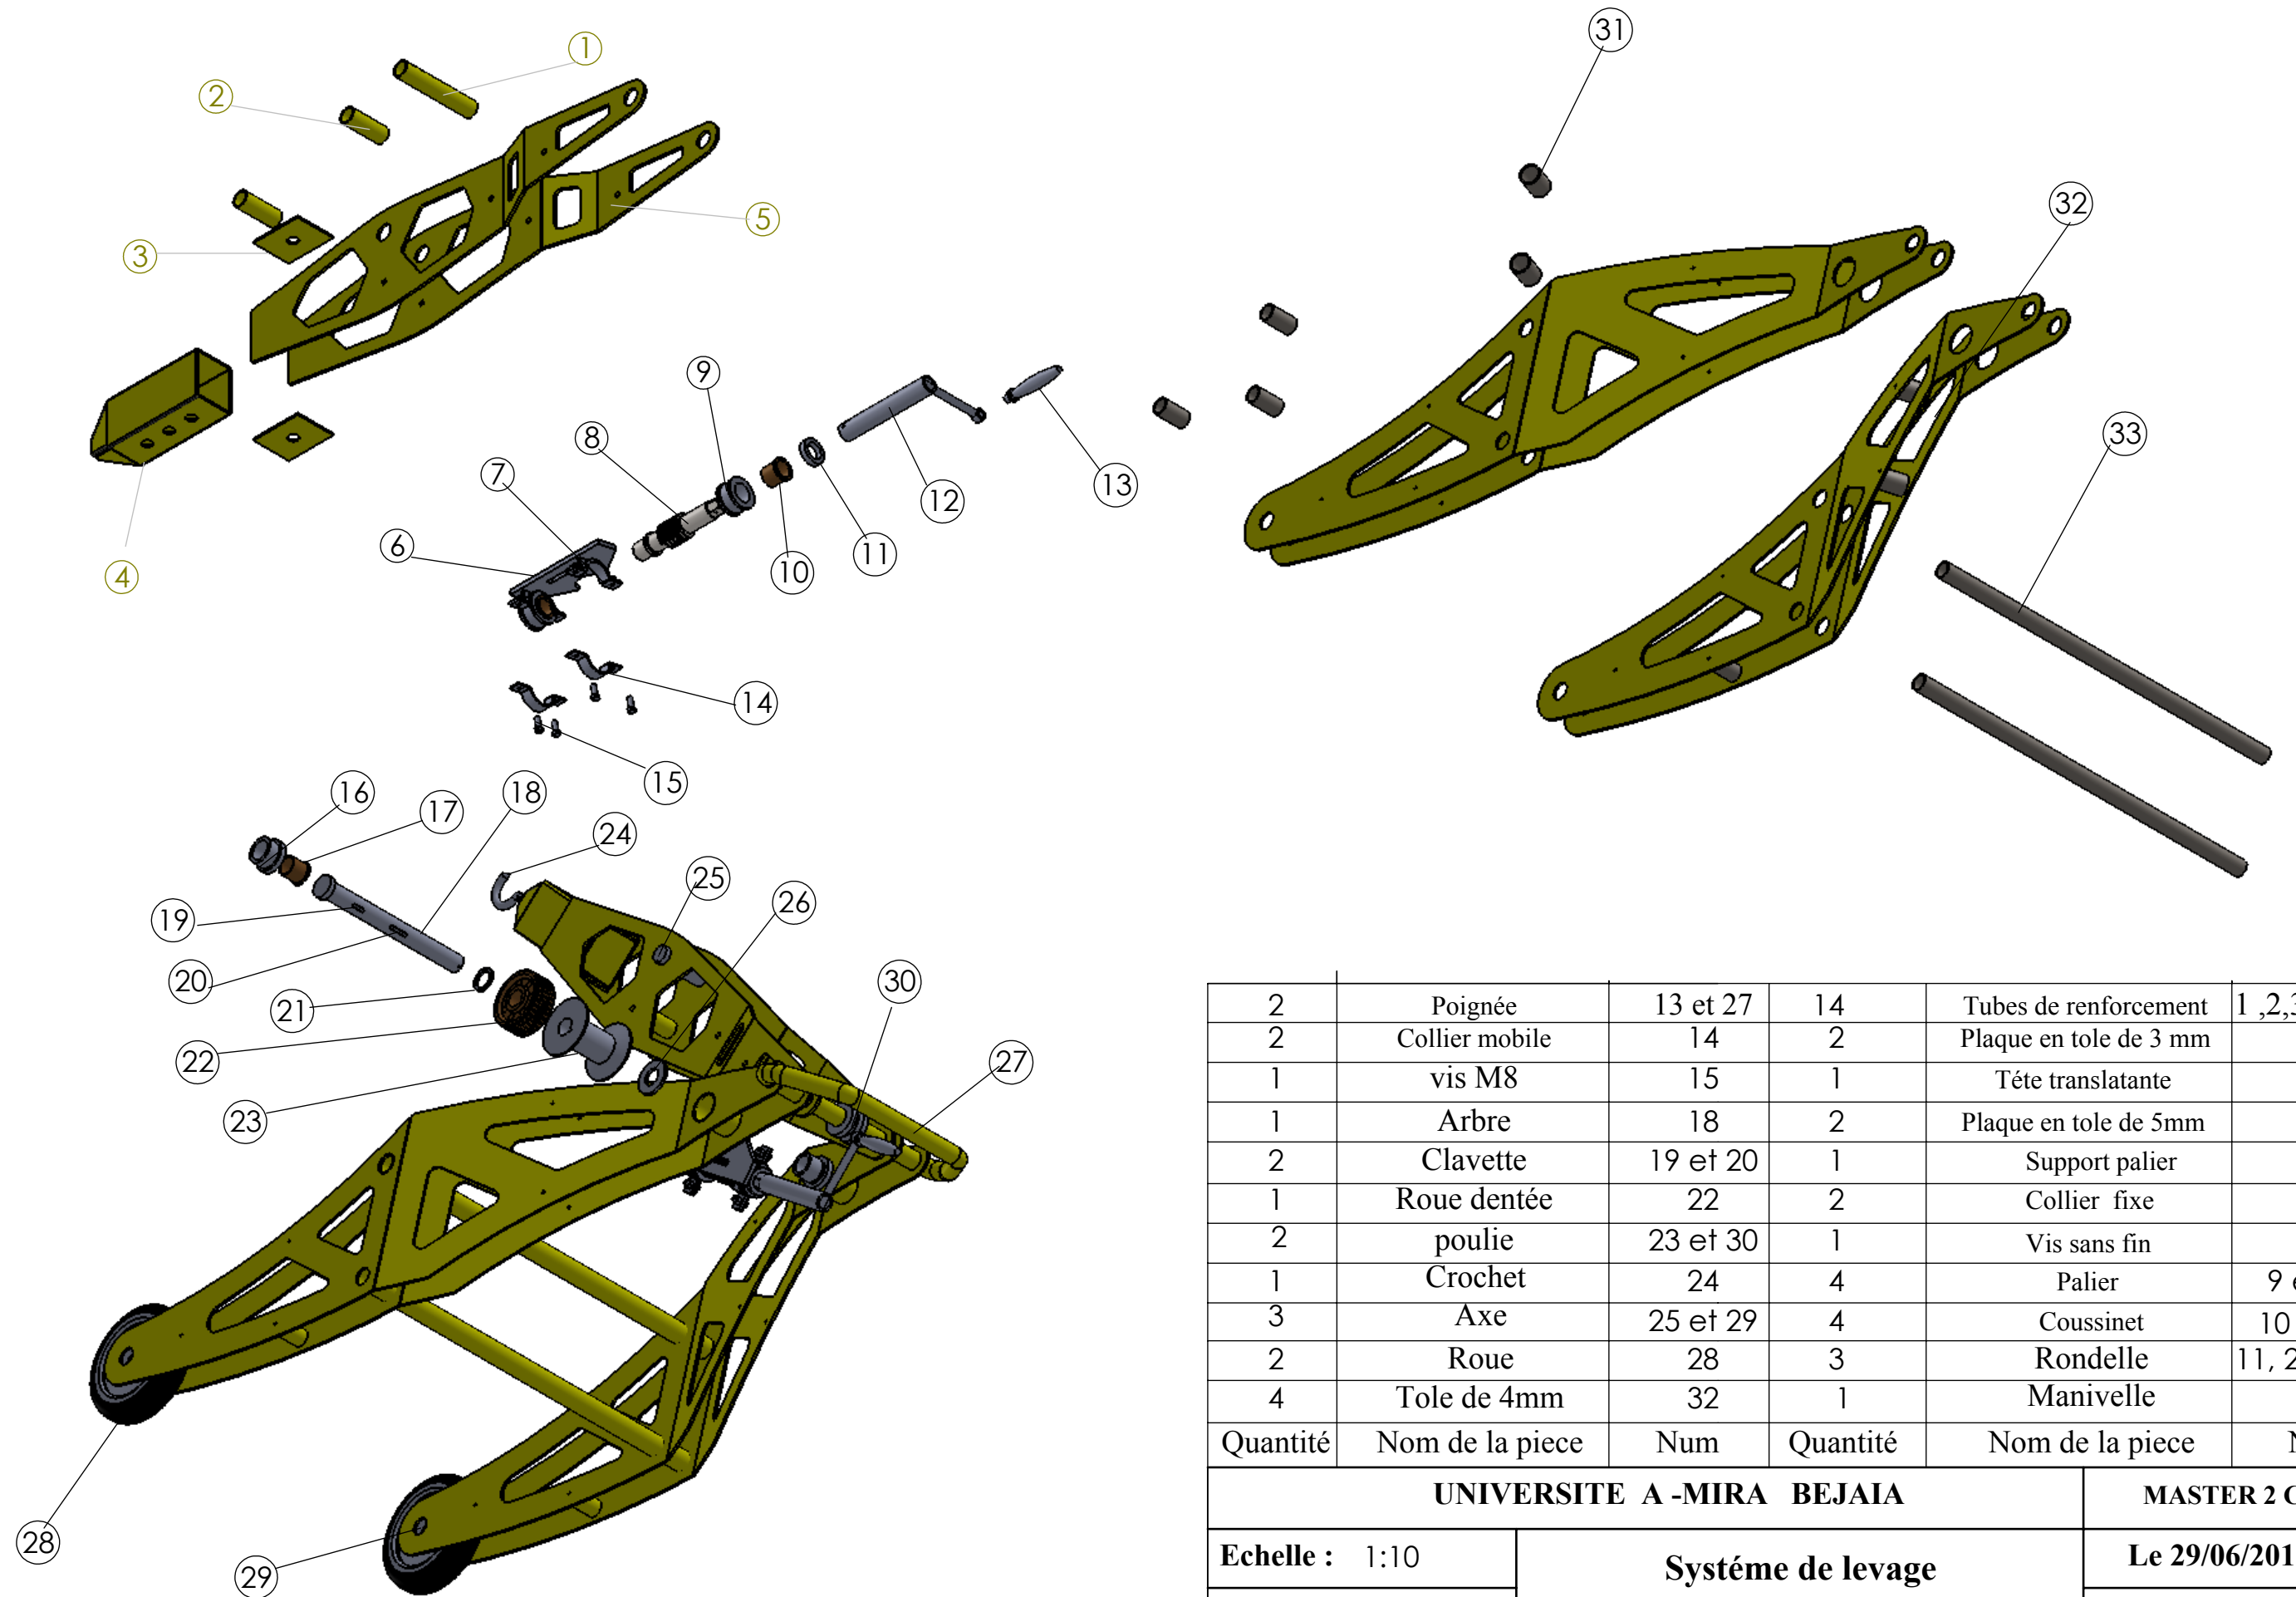 1
2
3
4
5
6
7
8
9
10
11
12
13
14
15
16
17
18
19
20
21
22
23
24
25
26
27
28
29
30
31
32
33
2 Poignée 13 et 27 14 Tubes de renforcement 1 ,2,3
2 Collier mobile 14 2 Plaque en tole de 3 mm
1 vis M8 15 1 Téte translatante
1 Arbre 18 2 Plaque en tole de 5mm
2 Clavette 19 et 20 1 Support palier
1 Roue dentée 22 2 Collier fixe
2 poulie 23 et 30 1 Vis sans fin
1 Crochet 24 4 Palier 9
3 Axe 25 et 29 4 Coussinet 10
2 Roue 28 3 Rondelle 11, 2
4 Tole de 4mm 32 1 Manivelle
Quantité Nom de la piece Num Quantité Nom de la piece
UNIVERSITE A -MIRA BEJAIA MASTER 2
Echelle : 1:10 Systéme de levage Le 29/06/201